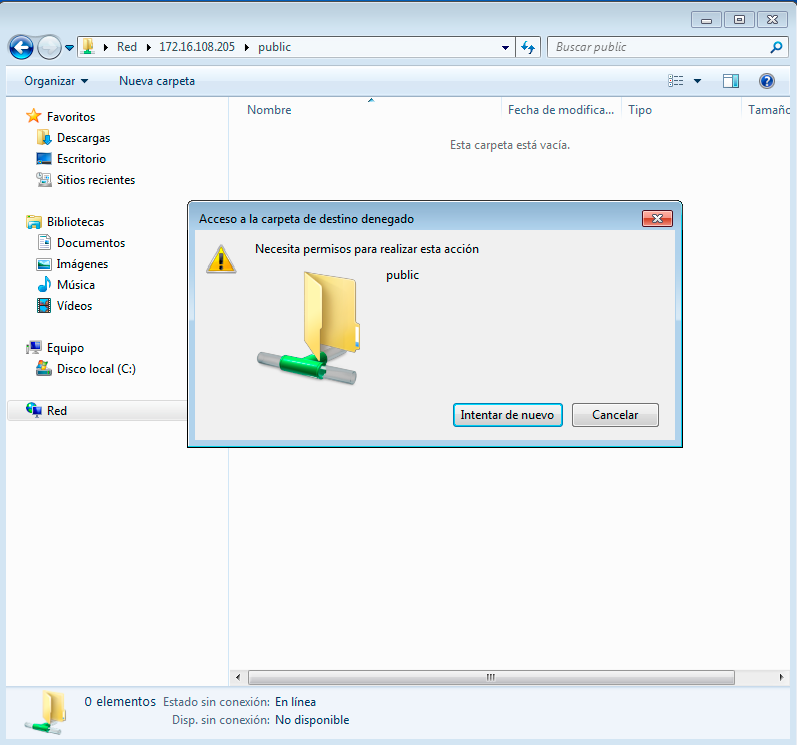 Red 172.16.108.205 public
Buscar public
Organizar Nueva carpeta
Nombre Fecha de modifica... Tipo Tamaño
Favoritos
Descargas
Escritorio
Sitios recientes
Bibliotecas
Documentos
Imágenes
Música
Vídeos
Equipo
Disco local (C:)
Red
Esta carpeta está vacía.
Acceso a la carpeta de destino denegado
Necesita permisos para realizar esta acción
public
Intentar de nuevo Cancelar
0 elementos Estado sin conexión: En línea
Disp. sin conexión: No disponible